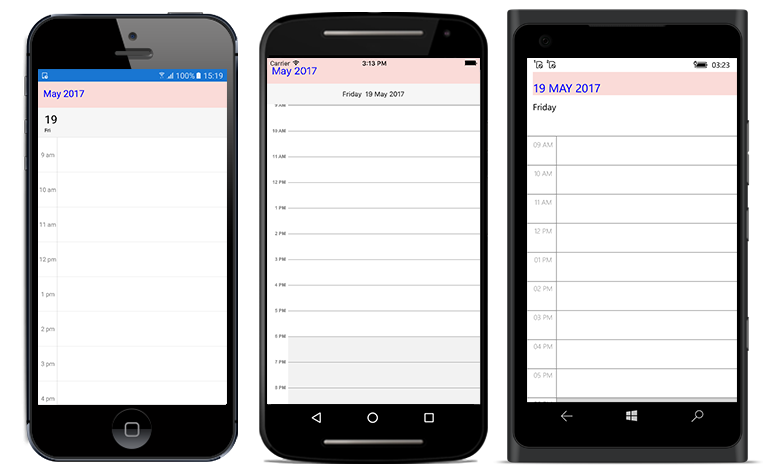 100% 15:19
May 2017
19
Fri
9 am
10 am
11 am
12 pm
1 pm
2 pm
3 pm
4 pm
Carrier 3:13 PM
May 2017
Friday 19 May 2017
9 AM
10 AM
11 AM
12 PM
1 PM
2 PM
3 PM
4 PM
5 PM
6 PM
7 PM
8 PM
03:23
19 MAY 2017
Friday
09 AM
10 AM
11 AM
12 PM
01 PM
02 PM
03 PM
04 PM
05 PM